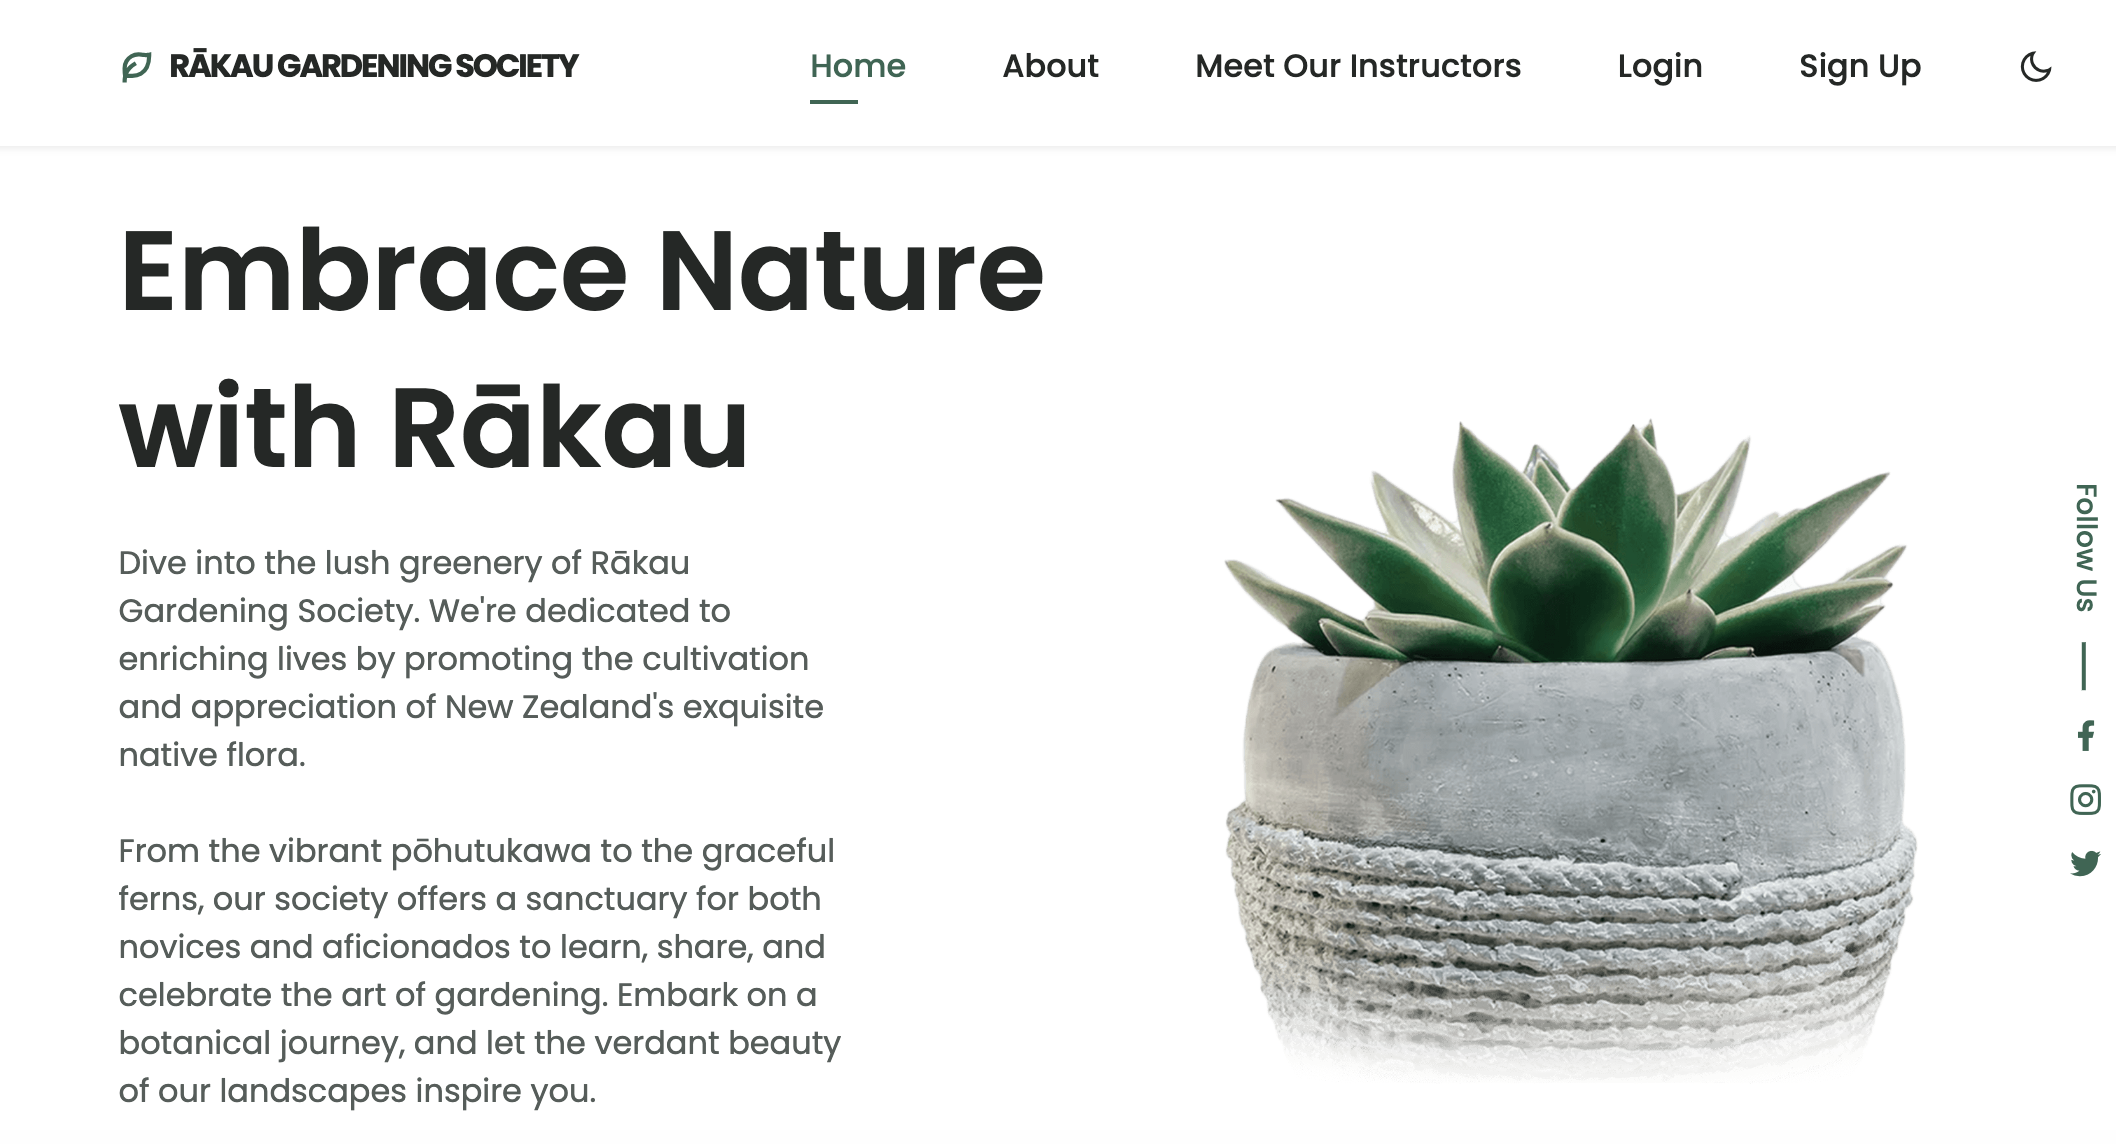 RĀKAU GARDENING SOCIETY
Home
About
Meet Our Instructors
Login
Sign Up
Embrace Nature
with Rākau
Dive into the lush greenery of Rākau
Gardening Society. We're dedicated to
enriching lives by promoting the cultivation
and appreciation of New Zealand's exquisite
native flora.
From the vibrant pōhutukawa to the graceful
ferns, our society offers a sanctuary for both
novices and aficionados to learn, share, and
celebrate the art of gardening. Embark on a
botanical journey, and let the verdant beauty
of our landscapes inspire you.
Follow Us